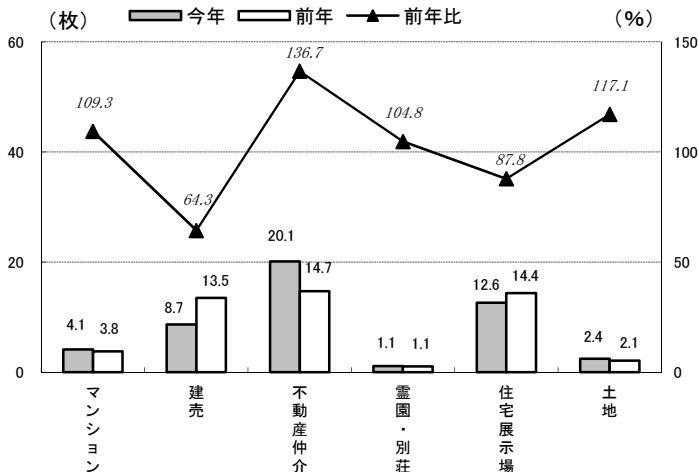 （枚） 今年 前年 前年比 （%）
60 150
136.7
109.3 104.8 117.1
40 100
87.8
64.3
20 20.1 50
13.5 14.7 12.6 14.4
8.7
4.1 3.8 1.1 1.1 2.4 2.1
0 0
マンション
建売
不動産仲介
霊園・別荘
住宅展示場
土地